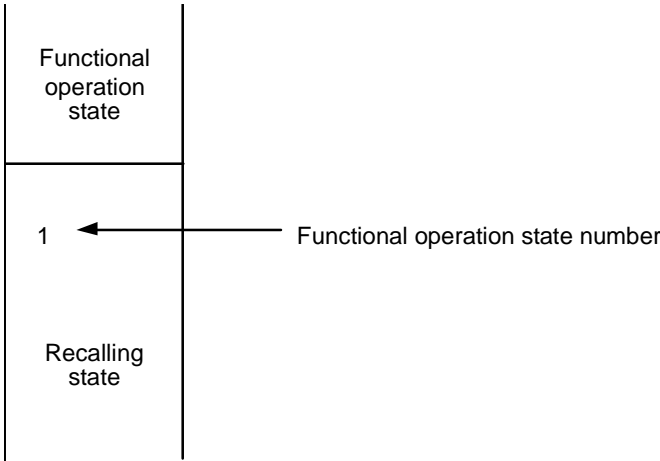 Functional
operation
state
1
Functional operation state number
Recalling
state